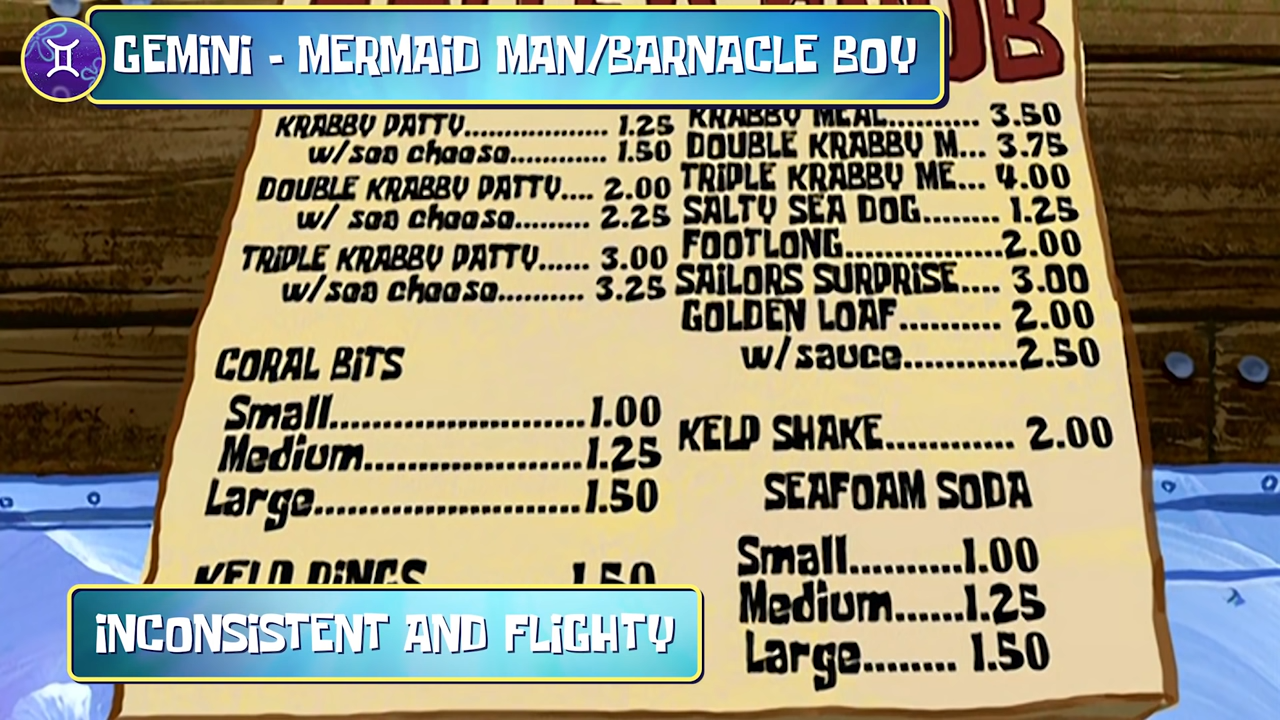 GEMINI - MERMAID MAN/BARNACLE BOY
KRABBY PATTY.................. 1.25
w/sea cheese............ 1.50
DOUBLE KRABBY PATTY.... 2.00
w/ sea cheese......... 2.25
TRIPLE KRABBY PATTY...... 3.00
w/sea cheese.......... 3.25
CORAL BITS
Small..........................1.00
Medium......................1.25
Large...........................1.50
KELP RINGS 1.50
KRABBY MEAL.......... 3.50
DOUBLE KRABBY M... 3.75
TRIPLE KRABBY ME... 4.00
SALTY SEA DOG........ 1.25
FOOTLONG................2.00
SAILORS SURPRISE.... 3.00
GOLDEN LOAF.......... 2.00
w/sauce............2.50
KELP SHAKE............. 2.00
SEAFOAM SODA
Small..........1.00
Medium.......1.25
Large......... 1.50
INCONSISTENT AND FLIGHTY